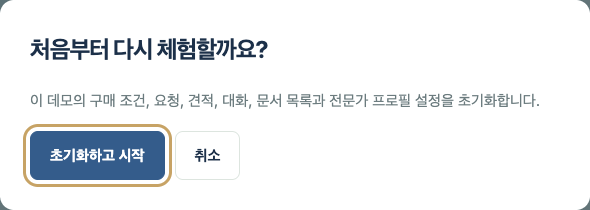 처음부터 다시 체험할까요?
이 데모의 구매 조건, 요청, 견적, 대화, 문서 목록과 전문가 프로필 설정을 초기화합니다.
초기화하고 시작
취소